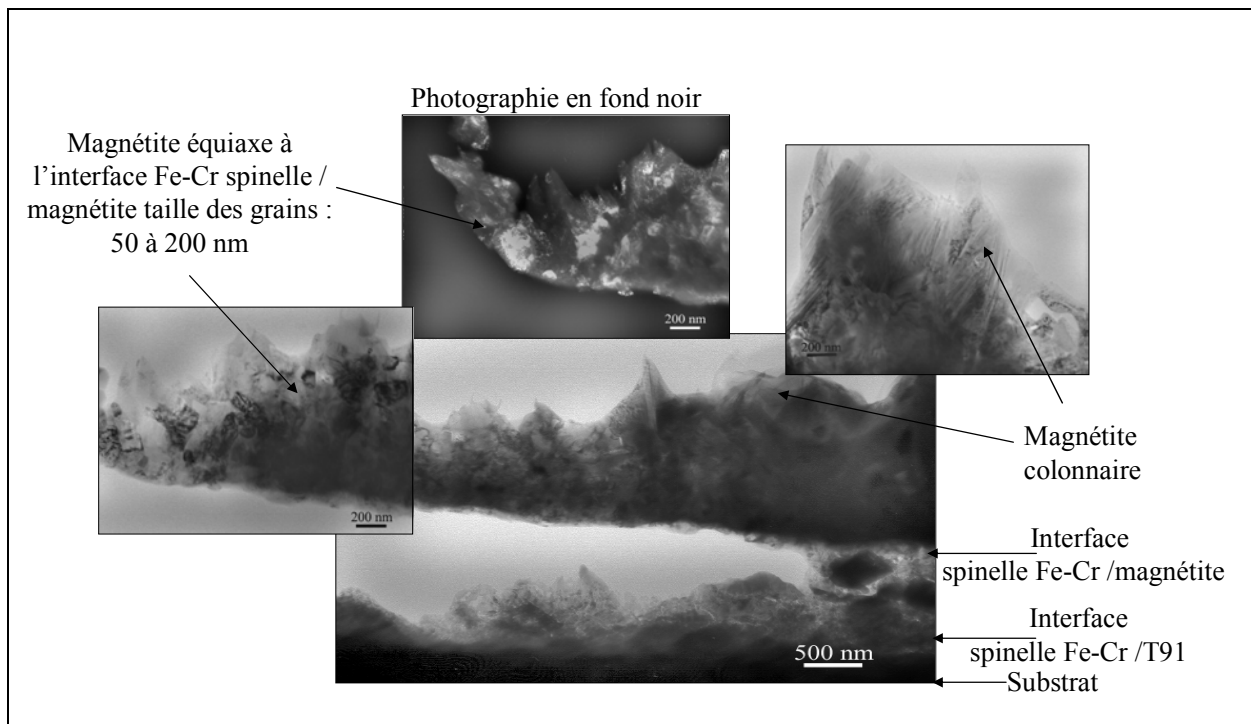 Photographie en fond noir
Magnétite équiaxe à
l'interface Fe-Cr spinelle /
magnétite taille des grains :
50 à 200 nm
200 nm
200 nm
200 nm
Magnétite
colonnaire
Interface
spinelle Fe-Cr /magnétite
Interface
spinelle Fe-Cr /T91
500 nm
Substrat